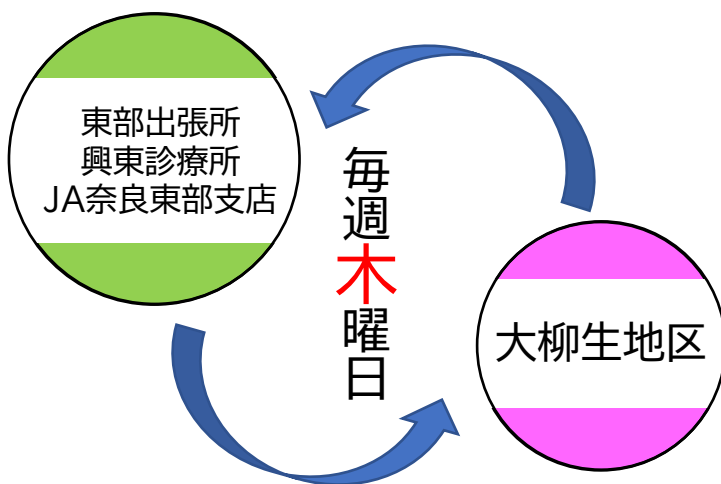 東部出張所
興東診療所
JA奈良東部支店
毎週木曜日
大柳生地区